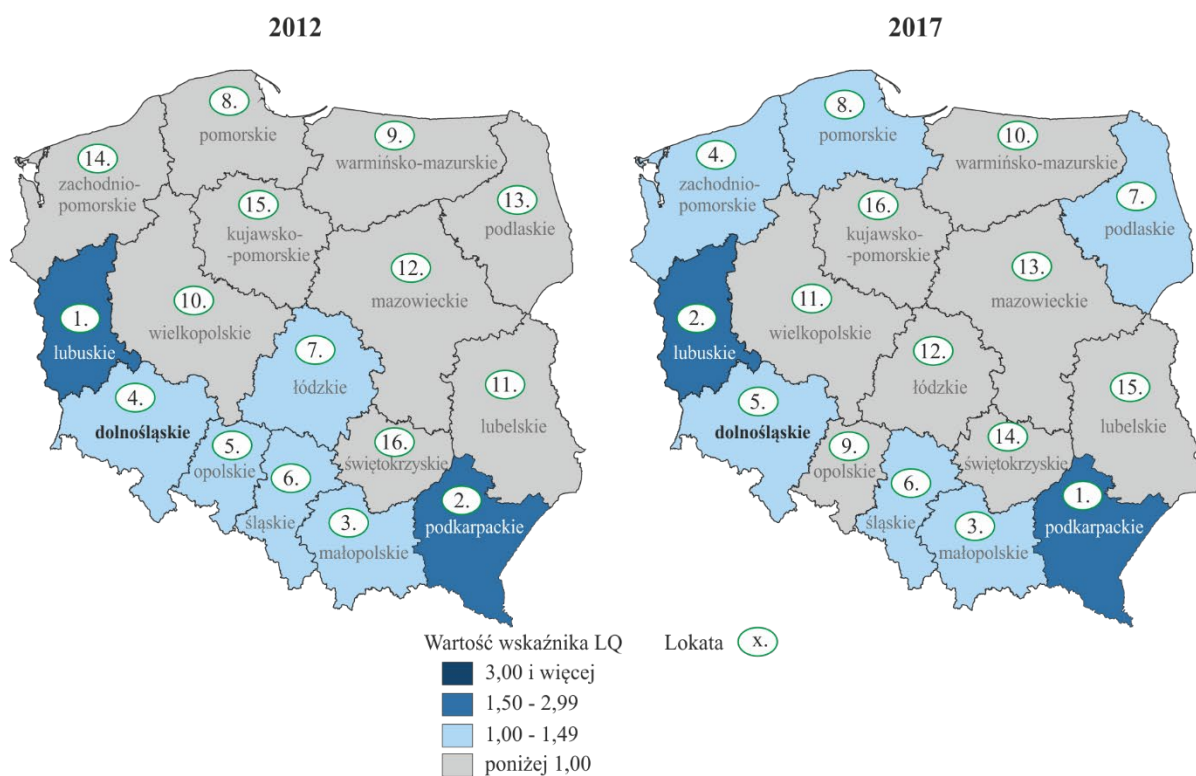 2012
8.
pomorskie
9.
warmińsko-mazurskie
14.
zachodnio-
pomorskie
15.
kujawsko-
-pomorskie
13.
podlaskie
12.
mazowieckie
10.
wielkopolskie
1.
lubuskie
7.
łódzkie
11.
lubelskie
4.
dolnośląskie
5.
opolskie
16.
świętokrzyskie
6.
śląskie
3.
małopolskie
2.
podkarpackie
2017
8.
pomorskie
10.
warmińsko-mazurskie
4.
zachodnio-
pomorskie
16.
kujawsko-
-pomorskie
7.
podlaskie
13.
mazowieckie
11.
wielkopolskie
2.
lubuskie
12.
łódzkie
15.
lubelskie
5.
dolnośląskie
9.
opolskie
14.
świętokrzyskie
6.
śląskie
3.
małopolskie
1.
podkarpackie
Wartość wskaźnika LQ
3,00 i więcej
1,50 - 2,99
1,00 - 1,49
poniżej 1,00
Lokata x.